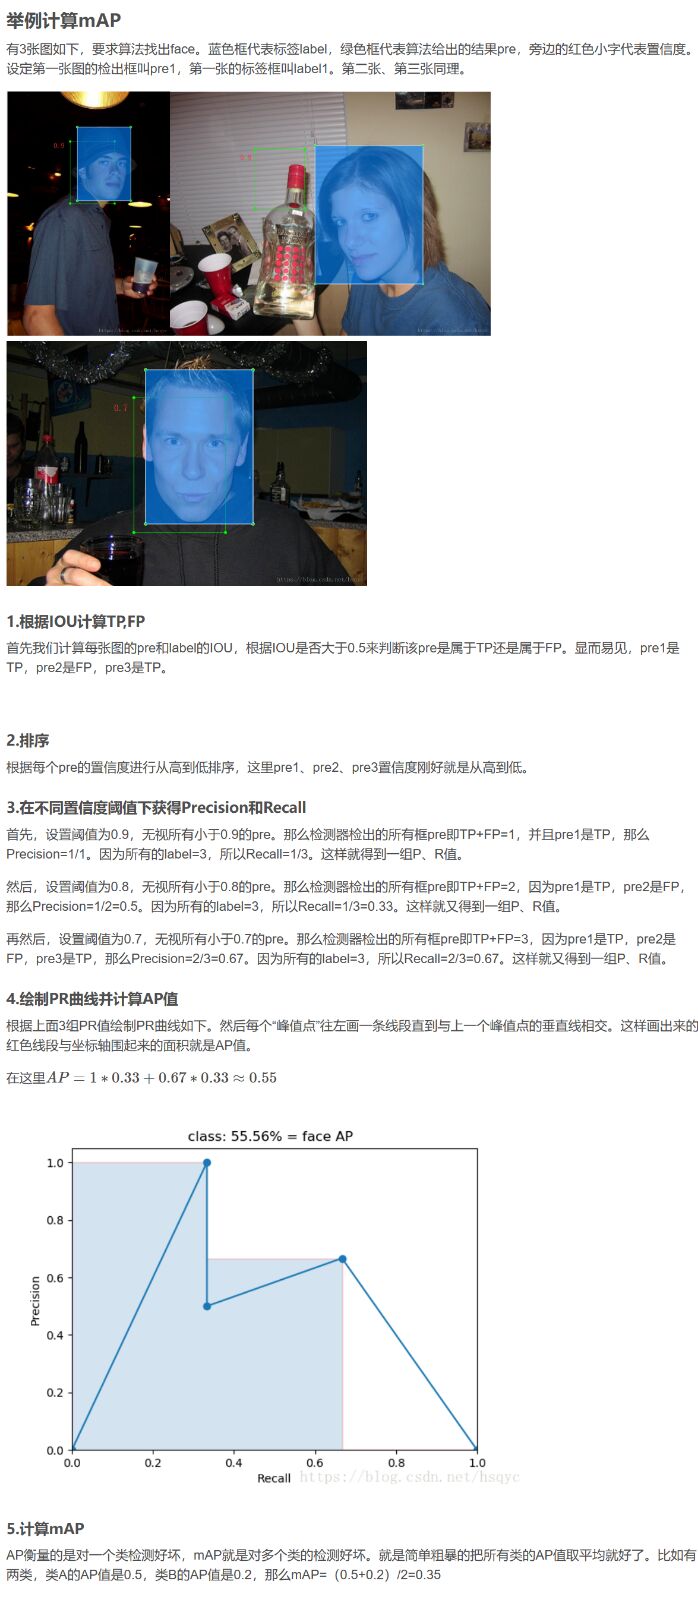 举例计算mAP
有3张图如下，要求算法找出face。蓝色框代表标签label，绿色框代表算法给出的结果pre，旁边的红色小字代表置信度。
设定第一张图的检出框叫pre1，第一张的标签框叫label1。第二张、第三张同理。
0.9
https://blog.csdn.net/hsqyc
0.7
1.根据IOU计算TP,FP
首先我们计算每张图的pre和label的IOU，根据IOU是否大于0.5来判断该pre是属于TP还是属于FP。显而易见，pre1是
TP，pre2是FP，pre3是TP。
2.排序
根据每个pre的置信度进行从高到低排序，这里pre1、pre2、pre3置信度刚好就是从高到低。
3.在不同置信度阈值下获得Precision和Recall
首先，设置阈值为0.9，无视所有小于0.9的pre。那么检测器检出的所有框pre即TP+FP=1，并且pre1是TP，那么
Precision=1/1。因为所有的label=3，所以Recall=1/3。这样就得到一组P、R值。
然后，设置阈值为0.8，无视所有小于0.8的pre。那么检测器检出的所有框pre即TP+FP=2，因为pre1是TP，pre2是FP，
那么Precision=1/2=0.5。因为所有的label=3，所以Recall=1/3=0.33。这样就又得到一组P、R值。
再然后，设置阈值为0.7，无视所有小于0.7的pre。那么检测器检出的所有框pre即TP+FP=3，因为pre1是TP，pre2是
FP，pre3是TP，那么Precision=2/3=0.67。因为所有的label=3，所以Recall=2/3=0.67。这样就又得到一组P、R值。
4.绘制PR曲线并计算AP值
根据上面3组PR值绘制PR曲线如下。然后每个“峰值点”往左画一条线段直到与上一个峰值点的垂直线相交。这样画出来的
红色线段与坐标轴围起来的面积就是AP值。
在这里AP = 1 ∗ 0.33 + 0.67 ∗ 0.33 ≈ 0.55
class: 55.56% = face AP
1.0
0.8
0.6
0.4
0.2
0.0
Precision
0.0 0.2 0.4 0.6 0.8 1.0
Recall
https://blog.csdn.net/hsqyc
5.计算mAP
AP衡量的是对一个类检测好坏，mAP就是对多个类的检测好坏。就是简单粗暴的把所有类的AP值取平均就好了。比如有
两类，类A的AP值是0.5，类B的AP值是0.2，那么mAP=（0.5+0.2）/2=0.35